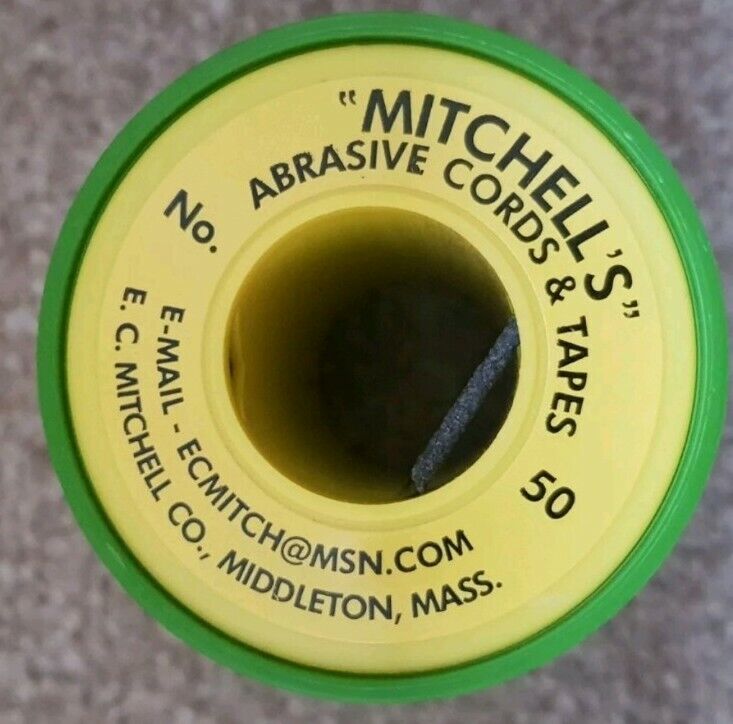 "MITCHELL'S"
ABRASIVE CORDS & TAPES
No.
50
E-MAIL - ECMITCH@MSN.COM
E. C. MITCHELL CO., MIDDLETON, MASS.